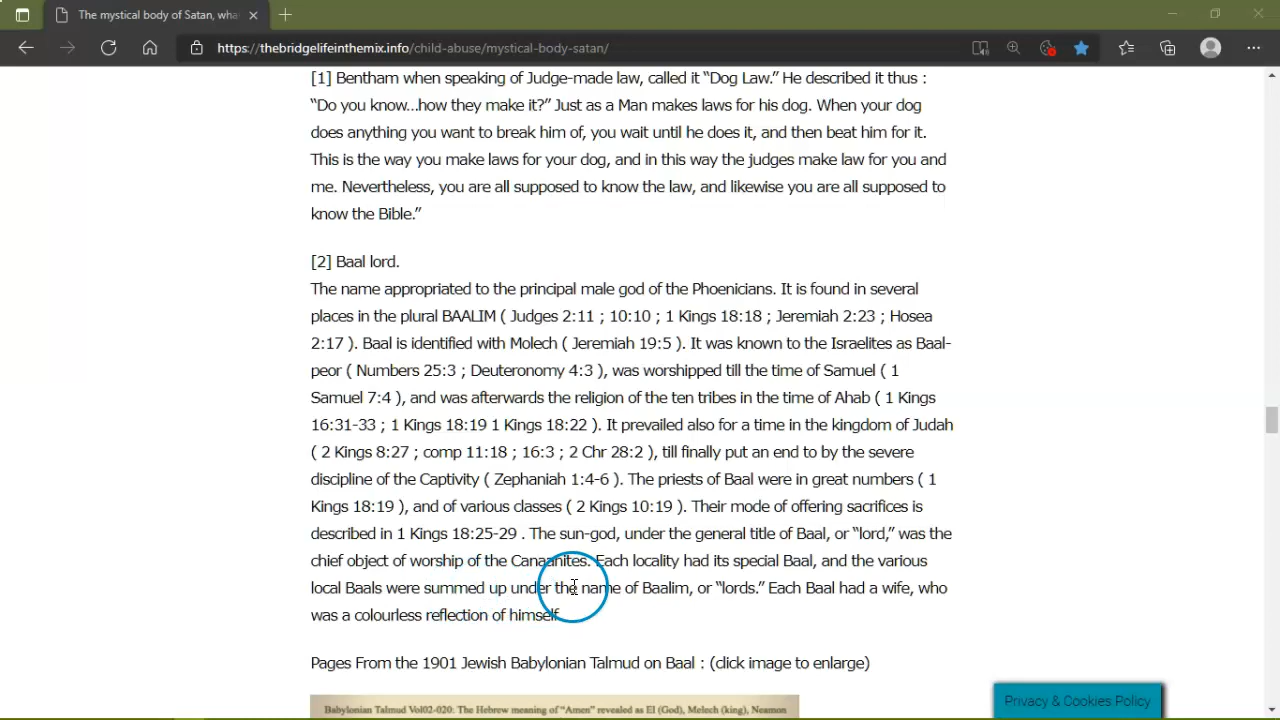 The mystical body of Satan, wha
https://thebridgelifeinthemix.info/child-abuse/mystical-body-satan/
[1] Bentham when speaking of Judge-made law, called it “Dog Law.” He described it thus :
“Do you know…how they make it?” Just as a Man makes laws for his dog. When your dog
does anything you want to break him of, you wait until he does it, and then beat him for it.
This is the way you make laws for your dog, and in this way the judges make law for you and
me. Nevertheless, you are all supposed to know the law, and likewise you are all supposed to
know the Bible.”
[2] Baal lord.
The name appropriated to the principal male god of the Phoenicians. It is found in several
places in the plural BAALIM ( Judges 2:11 ; 10:10 ; 1 Kings 18:18 ; Jeremiah 2:23 ; Hosea
2:17 ). Baal is identified with Molech ( Jeremiah 19:5 ). It was known to the Israelites as Baal-
peor ( Numbers 25:3 ; Deuteronomy 4:3 ), was worshipped till the time of Samuel ( 1
Samuel 7:4 ), and was afterwards the religion of the ten tribes in the time of Ahab ( 1 Kings
16:31-33 ; 1 Kings 18:19 1 Kings 18:22 ). It prevailed also for a time in the kingdom of Judah
( 2 Kings 8:27 ; comp 11:18 ; 16:3 ; 2 Chr 28:2 ), till finally put an end to by the severe
discipline of the Captivity ( Zephaniah 1:4-6 ). The priests of Baal were in great numbers ( 1
Kings 18:19 ), and of various classes ( 2 Kings 10:19 ). Their mode of offering sacrifices is
described in 1 Kings 18:25-29 . The sun-god, under the general title of Baal, or “lord,” was the
chief object of worship of the Canaanites. Each locality had its special Baal, and the various
local Baals were summed up under the name of Baalim, or “lords.” Each Baal had a wife, who
was a colourless reflection of himself.
Pages From the 1901 Jewish Babylonian Talmud on Baal : (click image to enlarge)
Privacy & Cookies Policy
Babylonian Talmud Vol02-020: The Hebrew meaning of “Amen” revealed as El (God), Melech (king), Neamon